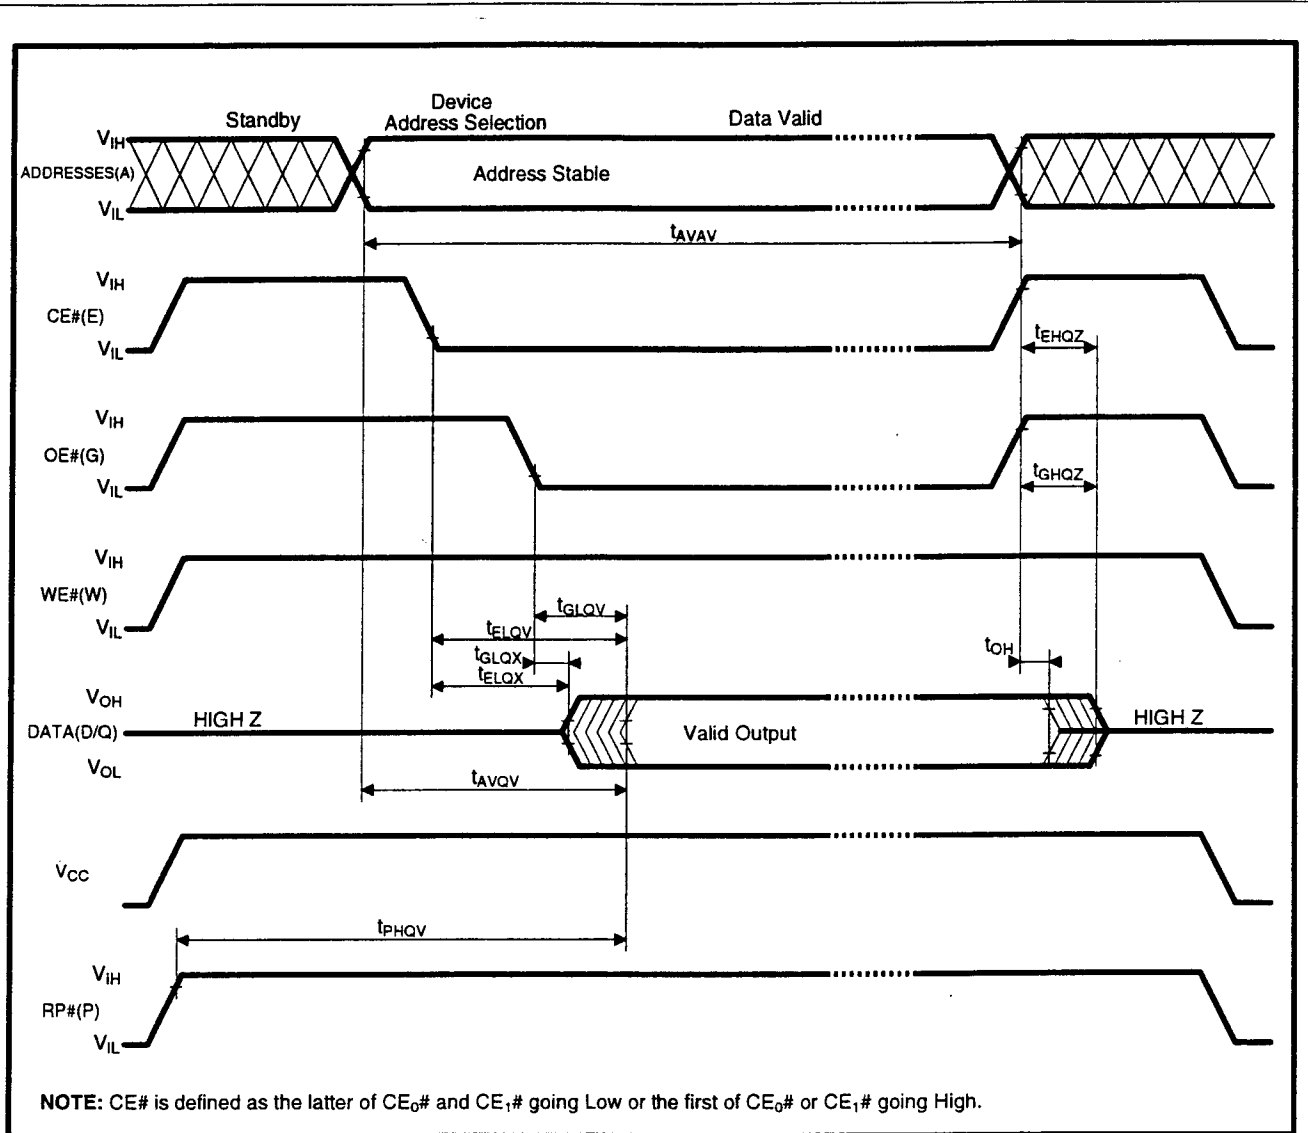 Standby
Device
Address Selection
Data Valid
VIH
ADDRESSES(A)
Address Stable
VIL
tAVAV
VIH
CE#(E)
VIL
tEHQZ
VIH
OE#(G)
VIL
tGHQZ
VIH
WE#(W)
VIL
tGLQV
tELQV
tGLQX
tELQX
tOH
VOH
DATA(D/Q)
HIGH Z
Valid Output
HIGH Z
VOL
tAVQV
VCC
tPHQV
VIH
RP#(P)
VIL
NOTE: CE# is defined as the latter of CE0# and CE1# going Low or the first of CE0# or CE1# going High.